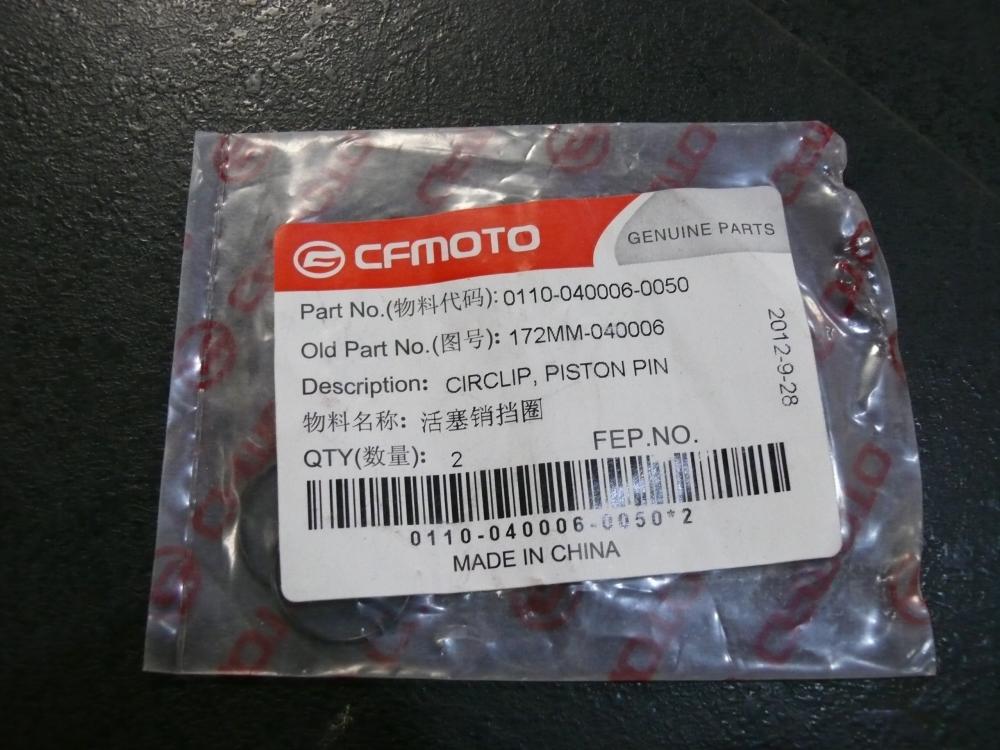 CFMOTO
GENUINE PARTS
Part No.(物料代码): 0110-040006-0050
Old Part No.(图号): 172MM-040006
Description: CIRCLIP, PISTON PIN
物料名称: 活塞销挡圈
QTY(数量): 2
FEP.NO.
0110-040006-0050*2
MADE IN CHINA
2012-9-28